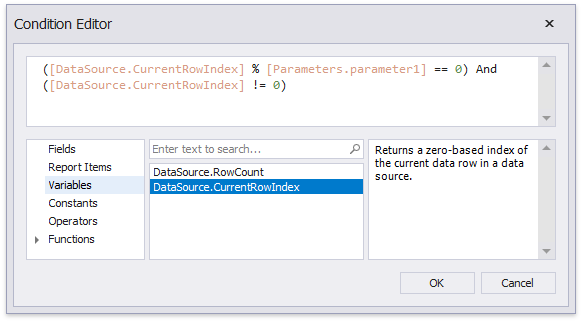 Condition Editor
([DataSource.CurrentRowIndex] % [Parameters.parameter1] == 0) And
([DataSource.CurrentRowIndex] != 0)
Fields
Report Items
Variables
Constants
Operators
Functions
Enter text to search...
DataSource.RowCount
DataSource.CurrentRowIndex
Returns a zero-based index of
the current data row in a data
source.
OK
Cancel